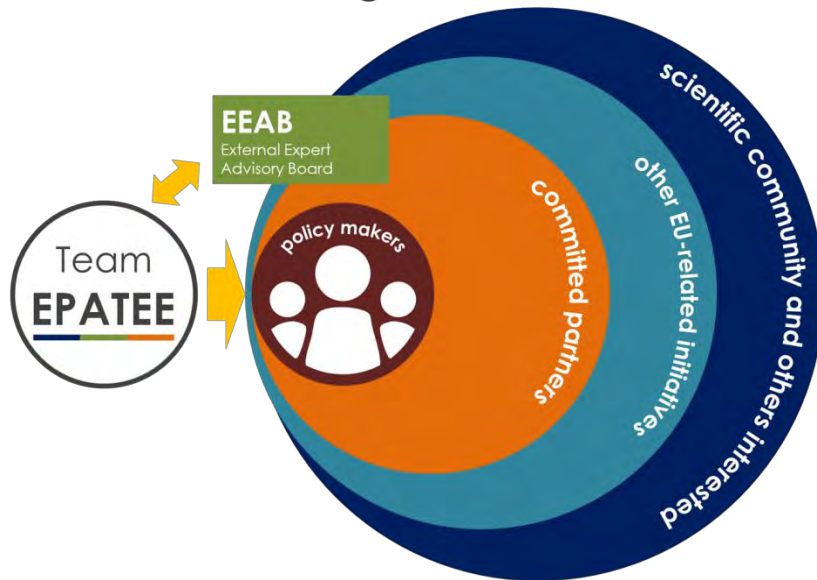 EEAB
External Expert
Advisory Board
Team
EPATEE
policy makers
committed partners
other EU-related initiatives
scientific community and others interested